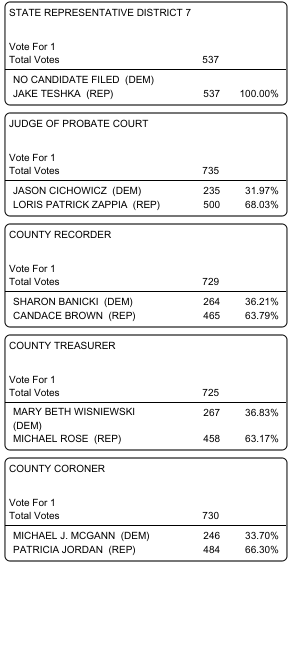 STATE REPRESENTATIVE DISTRICT 7
Vote For 1
Total Votes 537
NO CANDIDATE FILED (DEM)
JAKE TESHKA (REP) 537 100.00%
JUDGE OF PROBATE COURT
Vote For 1
Total Votes 735
JASON CICHOWICZ (DEM) 235 31.97%
LORIS PATRICK ZAPPIA (REP) 500 68.03%
COUNTY RECORDER
Vote For 1
Total Votes 729
SHARON BANICKI (DEM) 264 36.21%
CANDACE BROWN (REP) 465 63.79%
COUNTY TREASURER
Vote For 1
Total Votes 725
MARY BETH WISNIEWSKI 267 36.83%
(DEM)
MICHAEL ROSE (REP) 458 63.17%
COUNTY CORONER
Vote For 1
Total Votes 730
MICHAEL J. MCGANN (DEM) 246 33.70%
PATRICIA JORDAN (REP) 484 66.30%